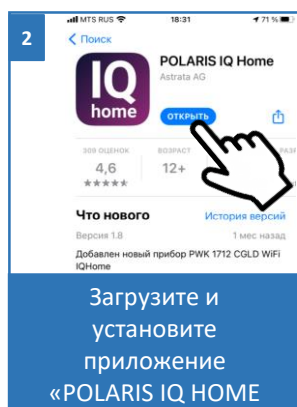 MTS RUS 18:31 71 %
2
Поиск
IQ
home
POLARIS IQ Home
Astrata AG
ОТКРЫТЬ
309 ОЦЕНОК ВОЗРАСТ
4,6 12+
Что нового История версий
Версия 1.8 1 мес назад
Добавлен новый прибор PWK 1712 CGLD WiFi
IQHome
Загрузите и
установите
приложение
«POLARIS IQ HOME